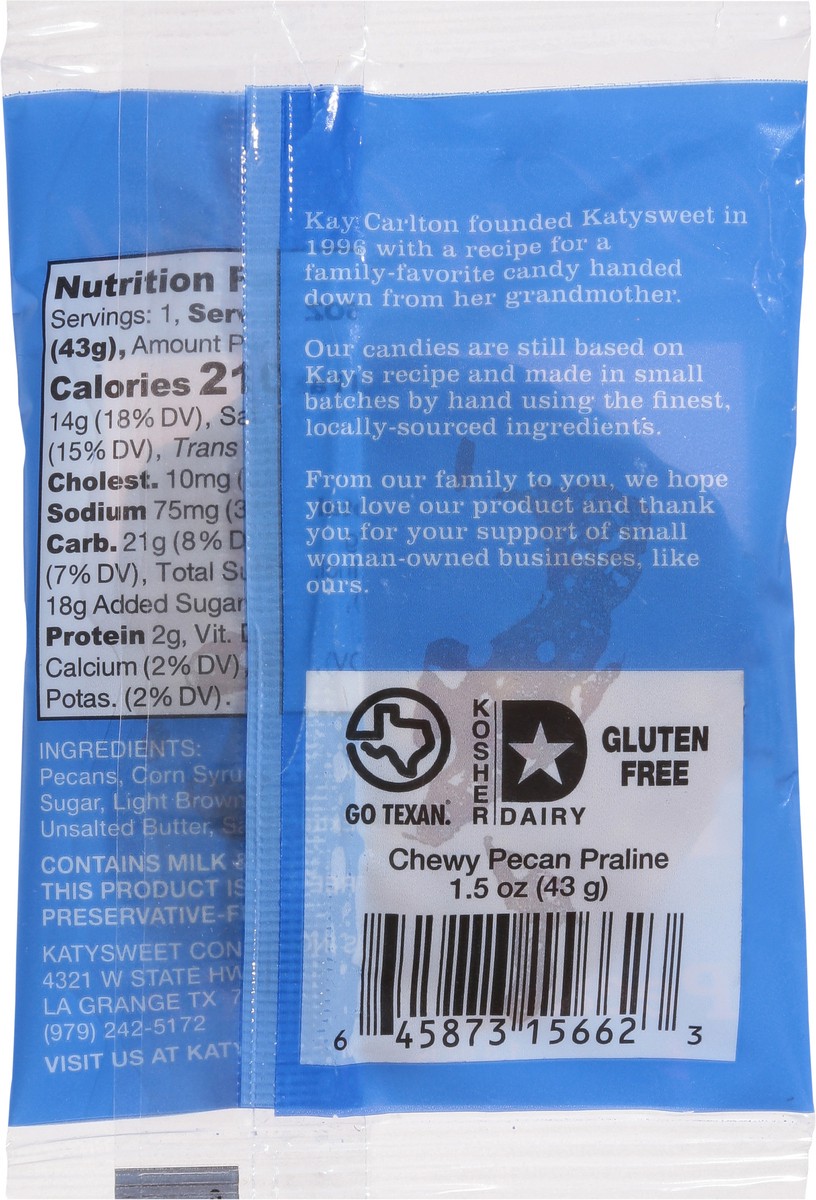 Nutrition F
Servings: 1, Serv
(43g), Amount P
Calories 21
14g (18% DV), Sa
(15% DV), Trans
Cholest. 10mg (
Sodium 75mg (3
Carb. 21g (8% D
(7% DV), Total Su
18g Added Sugar
Protein 2g, Vit. D
Calcium (2% DV),
Potas. (2% DV).
INGREDIENTS:
Pecans, Corn Syru
Sugar, Light Brown
Unsalted Butter, Sa
CONTAINS MILK &
THIS PRODUCT IS
PRESERVATIVE-F
KATYSWEET CON
4321 W STATE HW
LA GRANGE TX 7
(979) 242-5172
VISIT US AT KATY
Kay Carlton founded Katysweet in
1996 with a recipe for a
family-favorite candy handed
down from her grandmother.
Our candies are still based on
Kay's recipe and made in small
batches by hand using the finest,
locally-sourced ingredients.
From our family to you, we hope
you love our product and thank
you for your support of small
woman-owned businesses, like
ours.
GO TEXAN.
KOSHER
D
DAIRY
GLUTEN
FREE
Chewy Pecan Praline
1.5 oz (43 g)
6 45873 15662 3